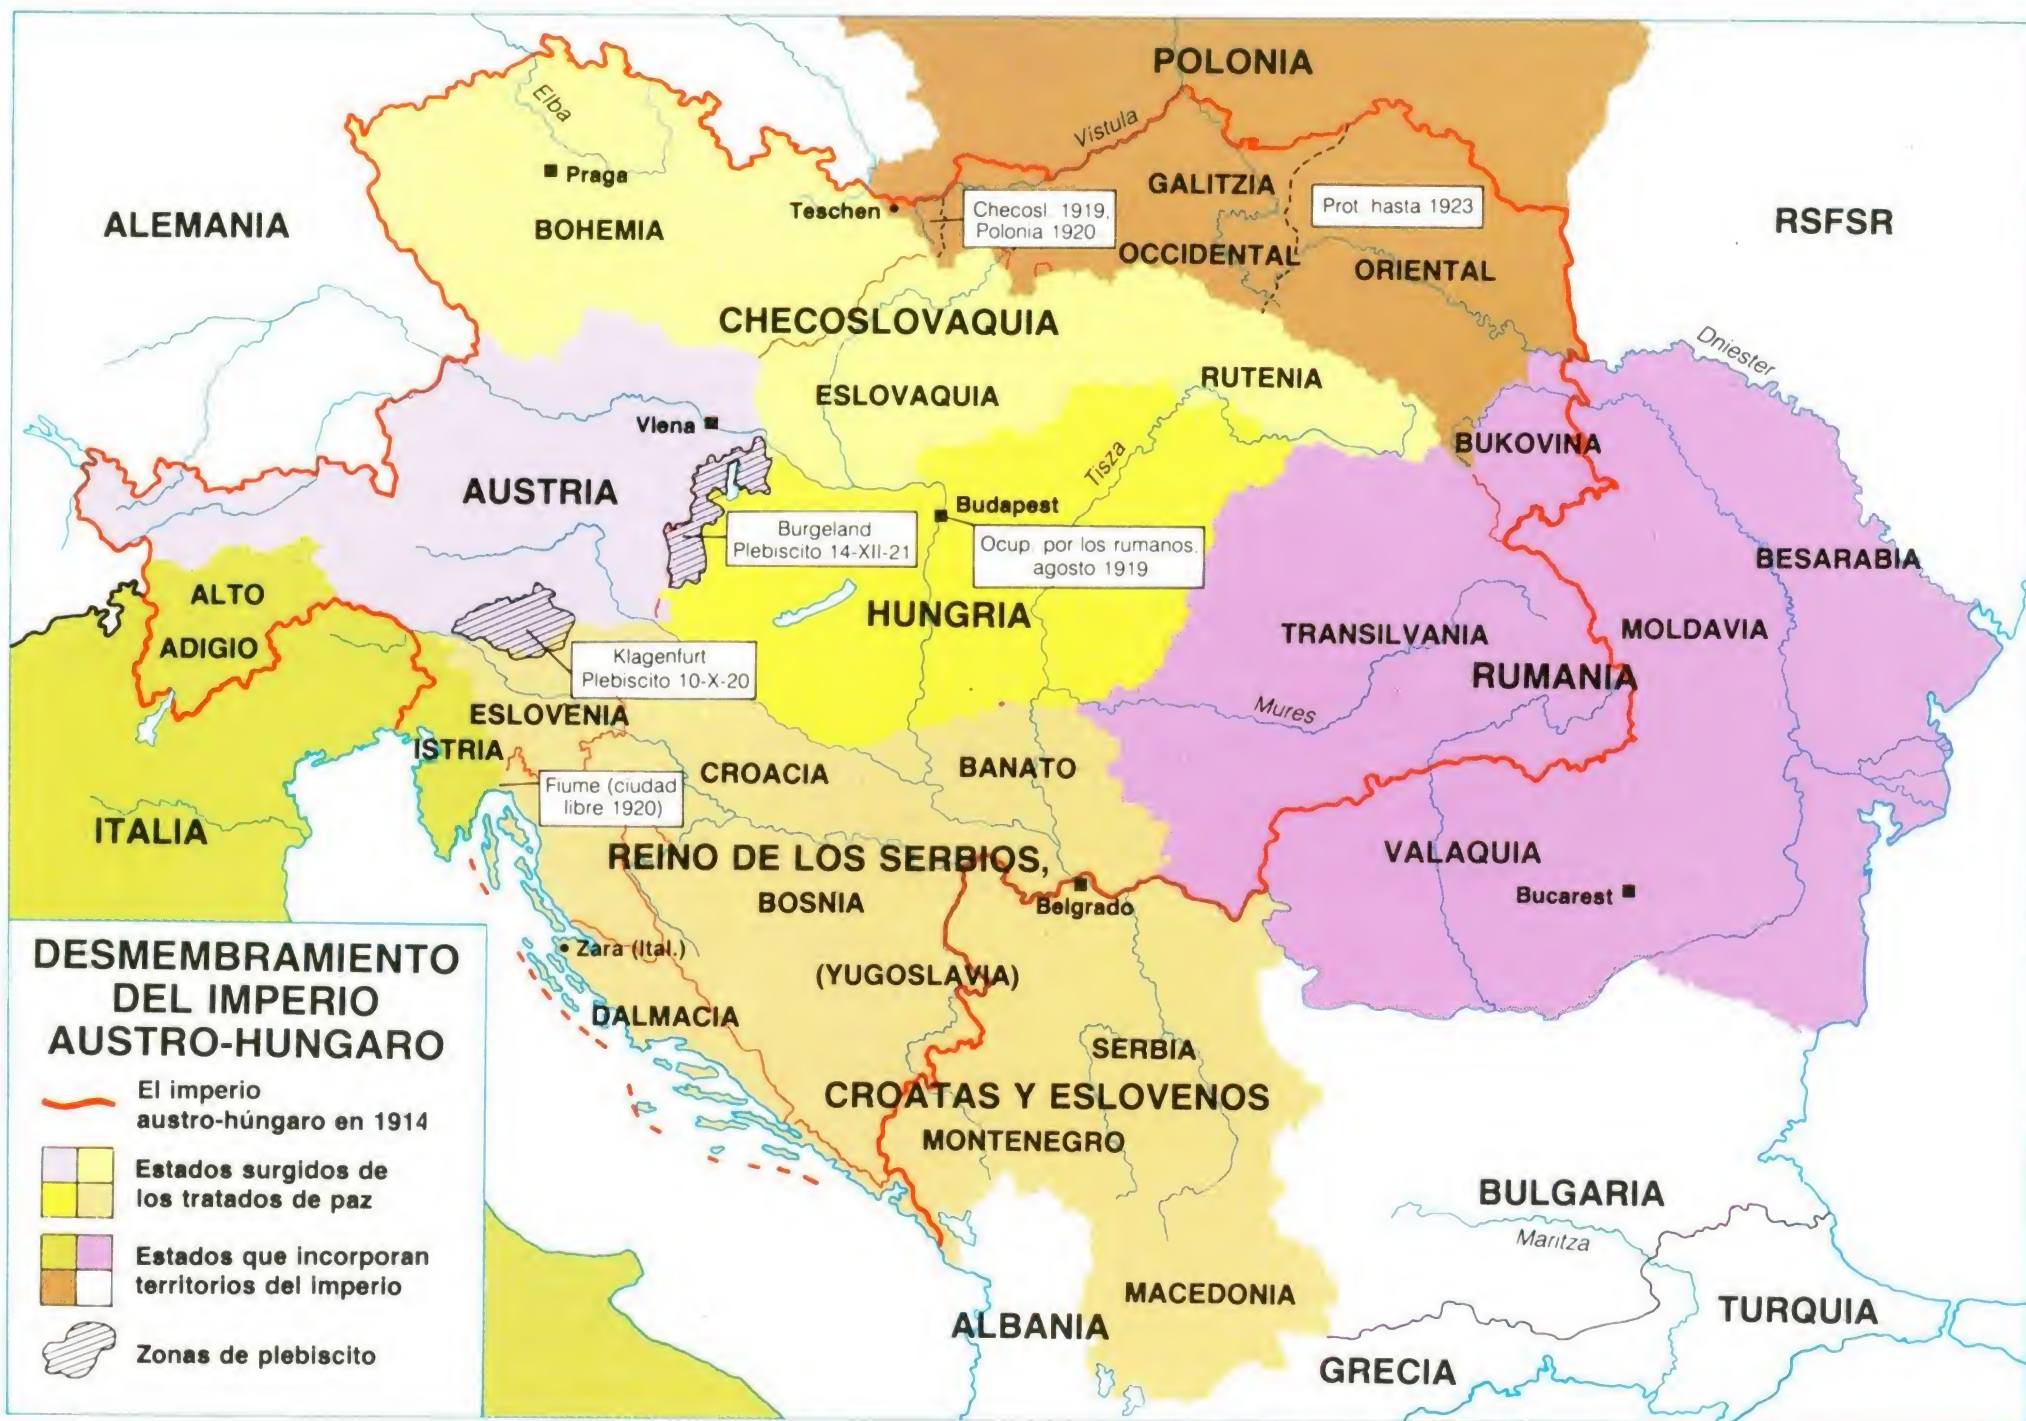 POLONIA
Elba
Vístula
Praga
GALITZIA
Prot. hasta 1923
Teschen
Checosl. 1919,
Polonia 1920
ALEMANIA
BOHEMIA
RSFSR
OCCIDENTAL
ORIENTAL
CHECOSLOVAQUIA
Dniester
RUTENIA
ESLOVAQUIA
Viena
BUKOVINA
Tisza
AUSTRIA
Budapest
Burgeland
Plebiscito 14-XII-21
Ocup. por los rumanos,
agosto 1919
BESARABIA
ALTO
ADIGIO
HUNGRIA
TRANSILVANIA
MOLDAVIA
Klagenfurt
Plebiscito 10-X-20
RUMANIA
Mures
ESLOVENIA
ISTRIA
CROACIA
BANATO
Fiume (ciudad
libre 1920)
ITALIA
REINO DE LOS SERBIOS,
VALAQUIA
BOSNIA
Belgrado
Bucarest
Zara (Ital.)
(YUGOSLAVIA)
DALMACIA
SERBIA
CROATAS Y ESLOVENOS
MONTENEGRO
BULGARIA
Maritza
MACEDONIA
ALBANIA
TURQUIA
GRECIA
DESMEMBRAMIENTO
DEL IMPERIO
AUSTRO-HUNGARO
El imperio
austro-húngaro en 1914
Estados surgidos de
los tratados de paz
Estados que incorporan
territorios del imperio
Zonas de plebiscito